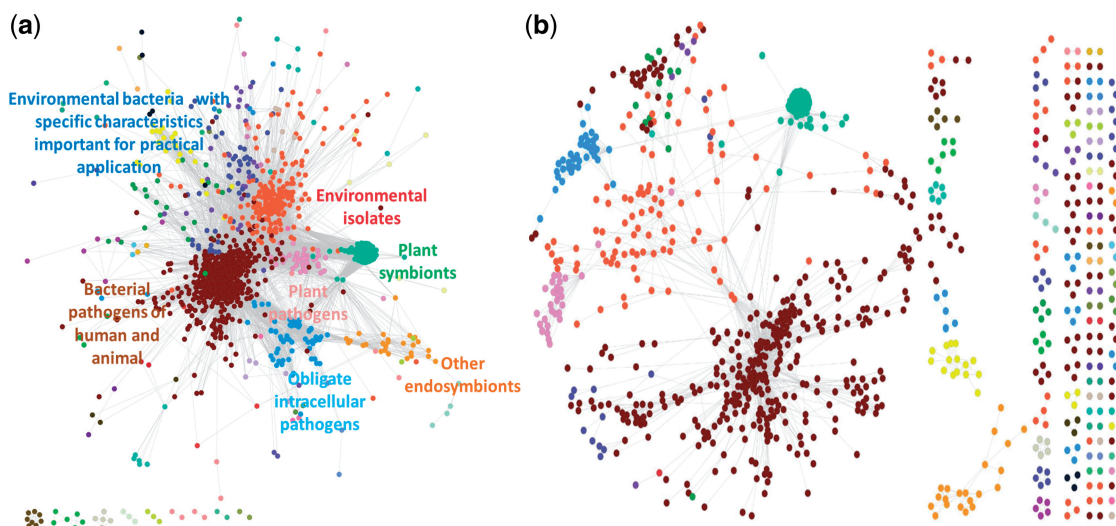 (a)
(b)
Environmental bacteria with
specific characteristics
important for practical
application
Environmental
isolates
Plant
symbionts
Bacterial
pathogens of
human and
animal
Plant
pathogens
Obligate
intracellular
pathogens
Other
endosymbionts